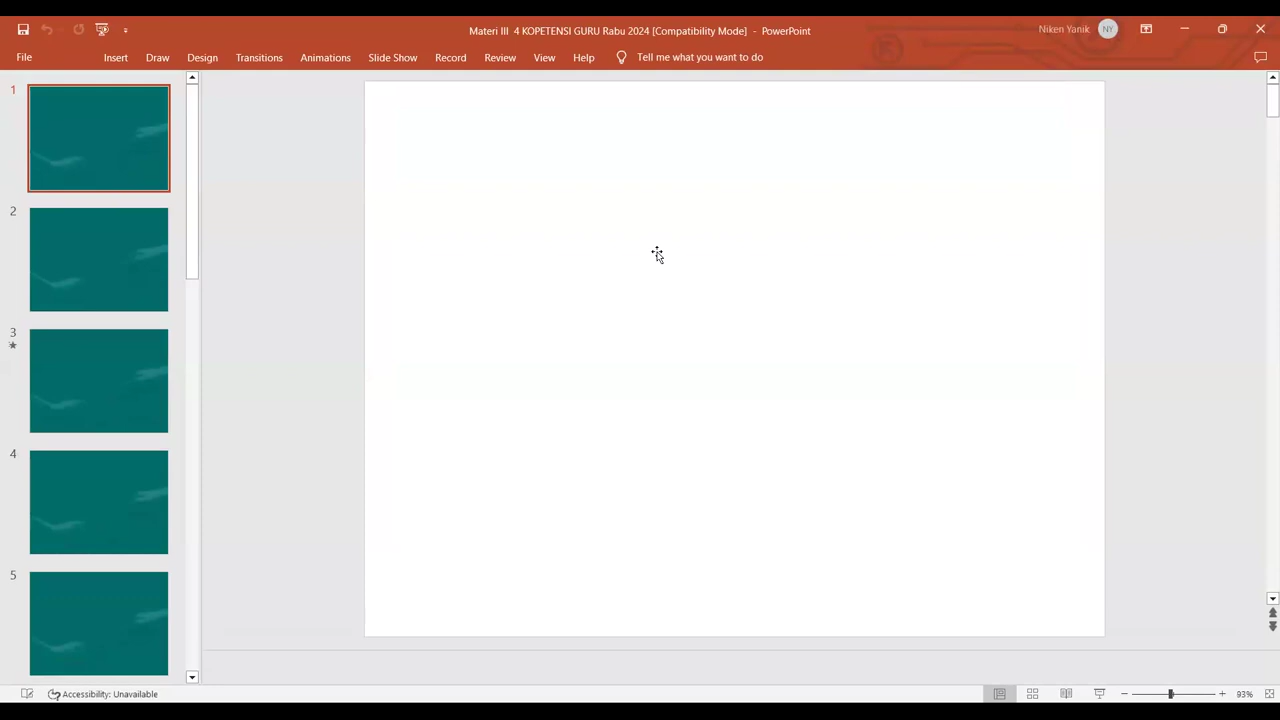 Materi III  4 KOPETENSI GURU Rabu 2024 [Compatibility Mode]  -  PowerPoint
Niken Yanik
NY
File
Insert
Draw
Design
Transitions
Animations
Slide Show
Record
Review
View
Help
Tell me what you want to do
1
2
3
4
5
Accessibility: Unavailable
93%